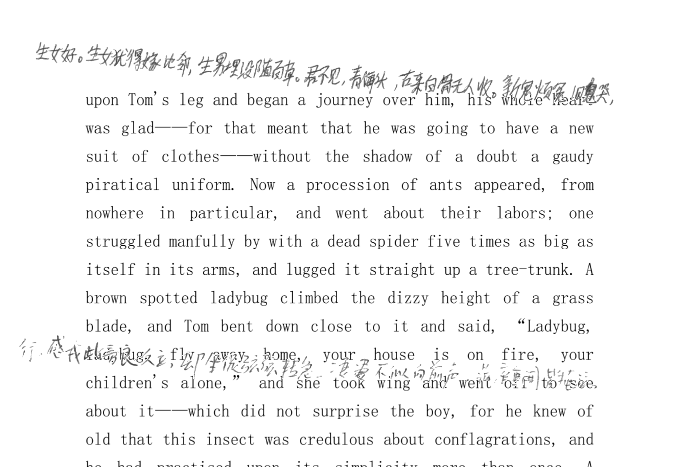 生女好。生女犹得嫁比邻,生男埋没随百草。君不见,青海头,古来白骨无人收。新鬼烦冤旧鬼哭,
upon Tom's leg and began a journey over him, his whole heart
was glad——for that meant that he was going to have a new
suit of clothes——without the shadow of a doubt a gaudy
piratical uniform. Now a procession of ants appeared, from
nowhere in particular, and went about their labors; one
struggled manfully by with a dead spider five times as big as
itself in its arms, and lugged it straight up a tree-trunk. A
brown spotted ladybug climbed the dizzy height of a grass
blade, and Tom bent down close to it and said, “Ladybug,
行,感我此言良久立,却坐促弦弦转急。凄凄不似向前声,满座重闻皆掩泣
ladybug, fly away home, your house is on fire, your
children's alone,” and she took wing and went off to see
about it——which did not surprise the boy, for he knew of
old that this insect was credulous about conflagrations, and
he had practised upon its simplicity more than once. A